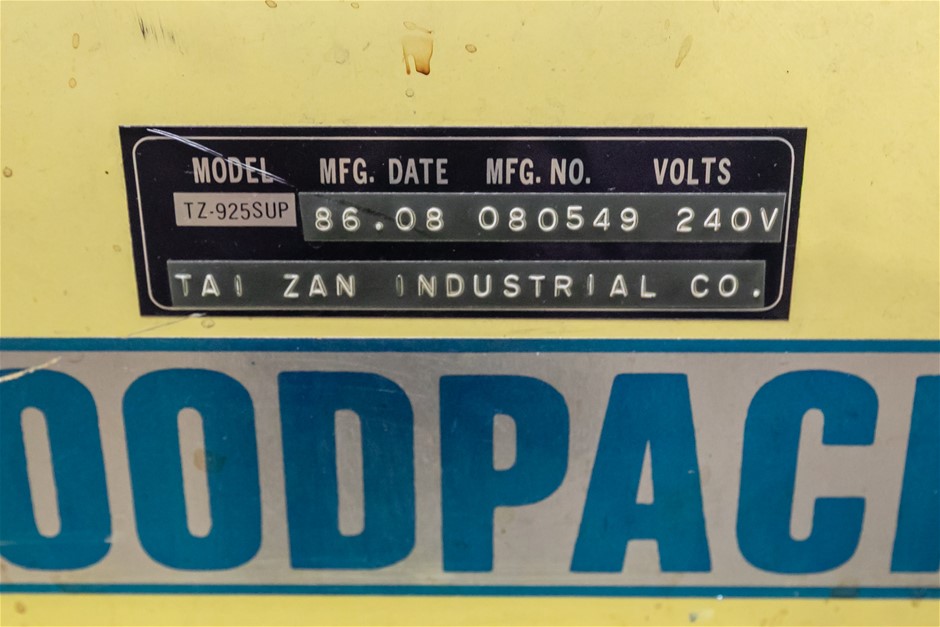 MODEL MFG. DATE MFG. NO. VOLTS
TZ-925SUP 86.08 080549 240V
TAI ZAN INDUSTRIAL CO.
OODPAC